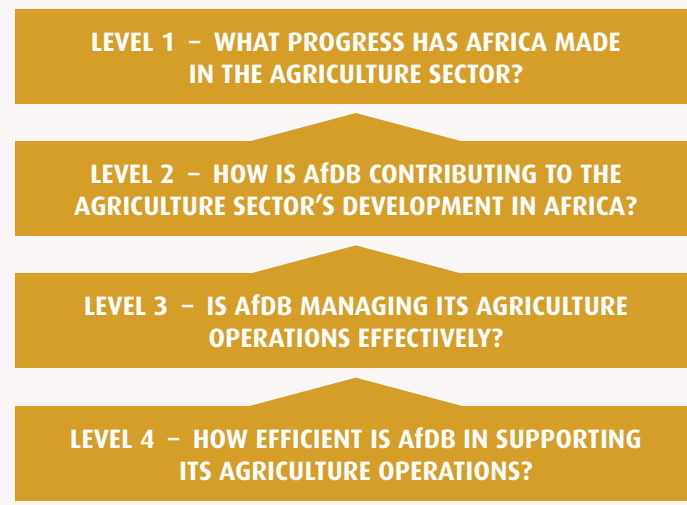 LEVEL 1 – WHAT PROGRESS HAS AFRICA MADE
IN THE AGRICULTURE SECTOR?
LEVEL 2 – HOW IS AfDB CONTRIBUTING TO THE
AGRICULTURE SECTOR'S DEVELOPMENT IN AFRICA?
LEVEL 3 – IS AfDB MANAGING ITS AGRICULTURE
OPERATIONS EFFECTIVELY?
LEVEL 4 – HOW EFFICIENT IS AfDB IN SUPPORTING
ITS AGRICULTURE OPERATIONS?